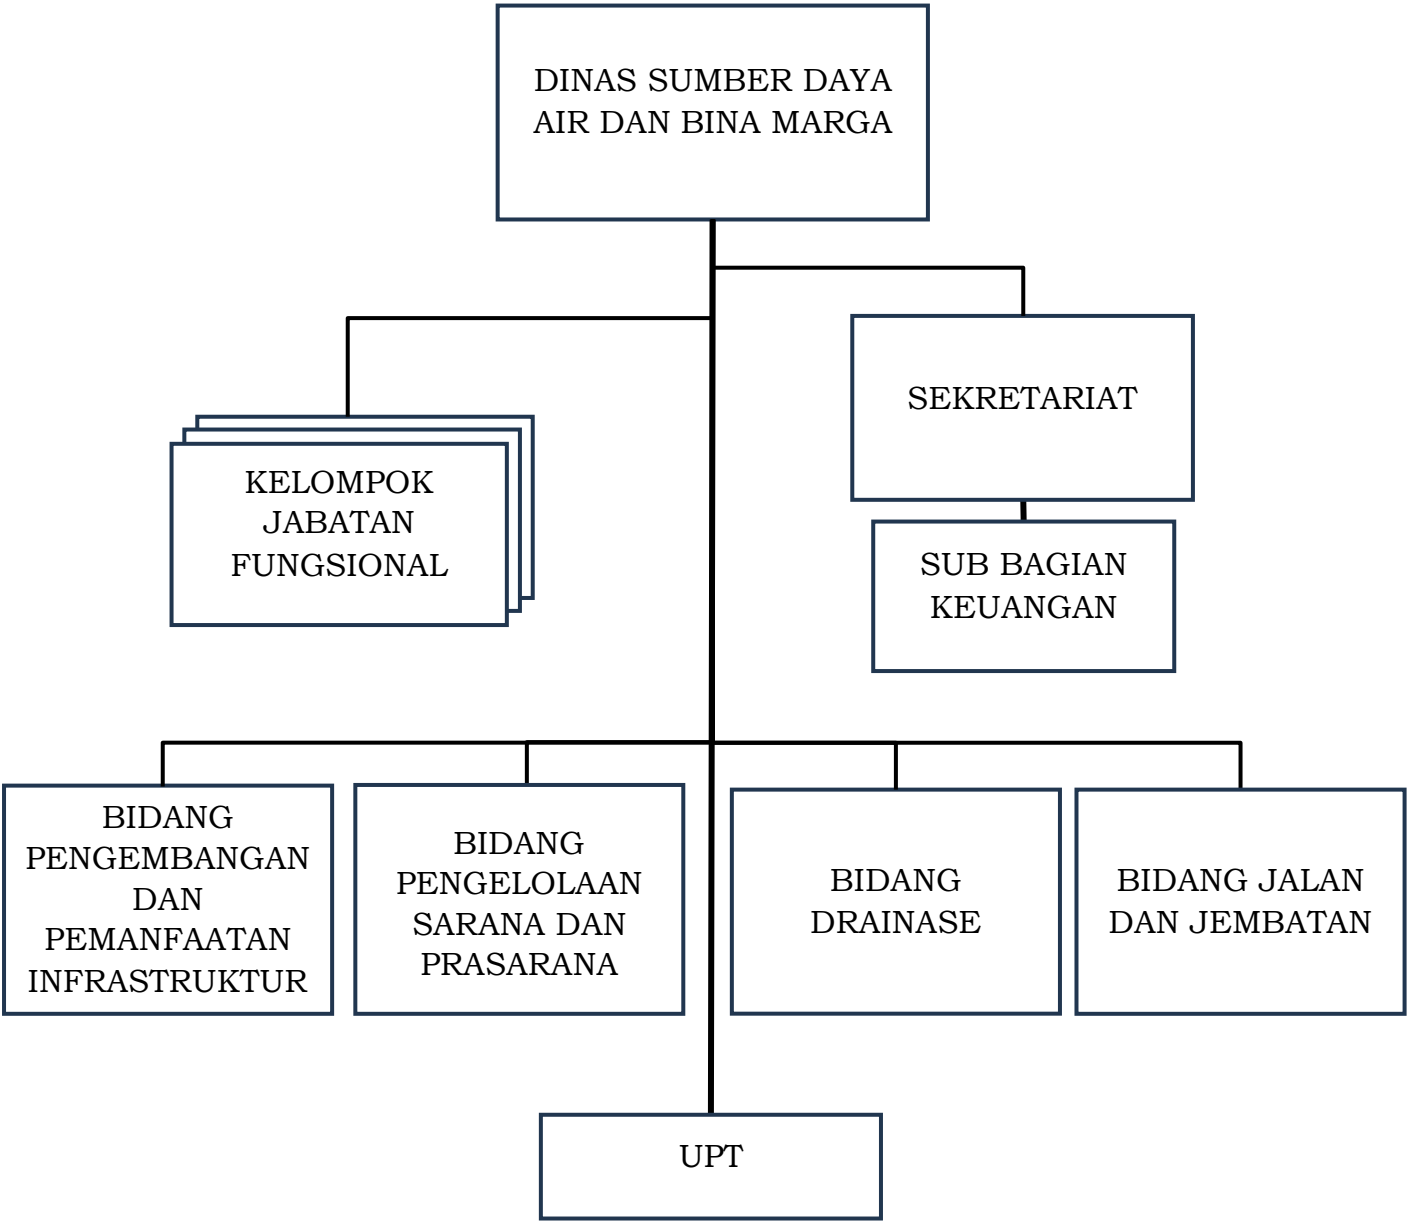 DINAS SUMBER DAYA
AIR DAN BINA MARGA
SEKRETARIAT
KELOMPOK
JABATAN
FUNGSIONAL
SUB BAGIAN
KEUANGAN
BIDANG
PENGEMBANGAN
DAN
PEMANFAATAN
INFRASTRUKTUR
BIDANG
PENGELOLAAN
SARANA DAN
PRASARANA
BIDANG
DRAINASE
BIDANG JALAN
DAN JEMBATAN
UPT